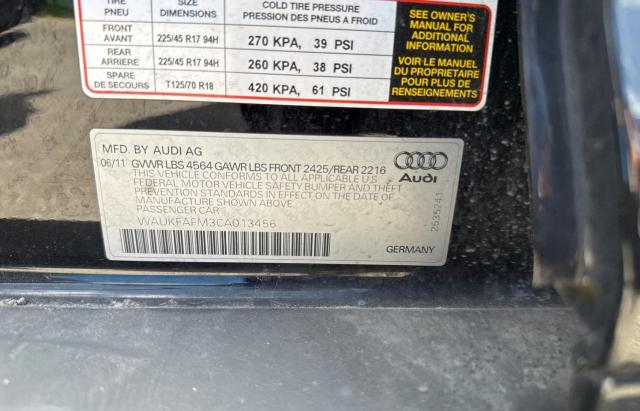 TIRE SIZE COLD TIRE PRESSURE
PNEU DIMENSIONS PRESSION DES PNEUS A FROID
FRONT
AVANT 225/45 R17 94H 270 KPA, 39 PSI
REAR
ARRIERE 225/45 R17 94H 260 KPA, 38 PSI
SPARE
DE SECOURS T125/70 R18 420 KPA, 61 PSI
SEE OWNER'S
MANUAL FOR
ADDITIONAL
INFORMATION
VOIR LE MANUEL
DU PROPRIETAIRE
POUR PLUS DE
RENSEIGNEMENTS
MFD. BY AUDI AG
06/11 GVWR LBS 4564 GAWR LBS FRONT 2425/REAR 2216
THIS VEHICLE CONFORMS TO ALL APPLICABLE US
FEDERAL MOTOR VEHICLE SAFETY BUMPER AND THEFT
PREVENTION STANDARDS IN EFFECT ON THE DATE OF
MANUFACTURE SHOWN ABOVE.
PASSENGER CAR
WAUKFAFM3CA013456
Audi
2535241
GERMANY